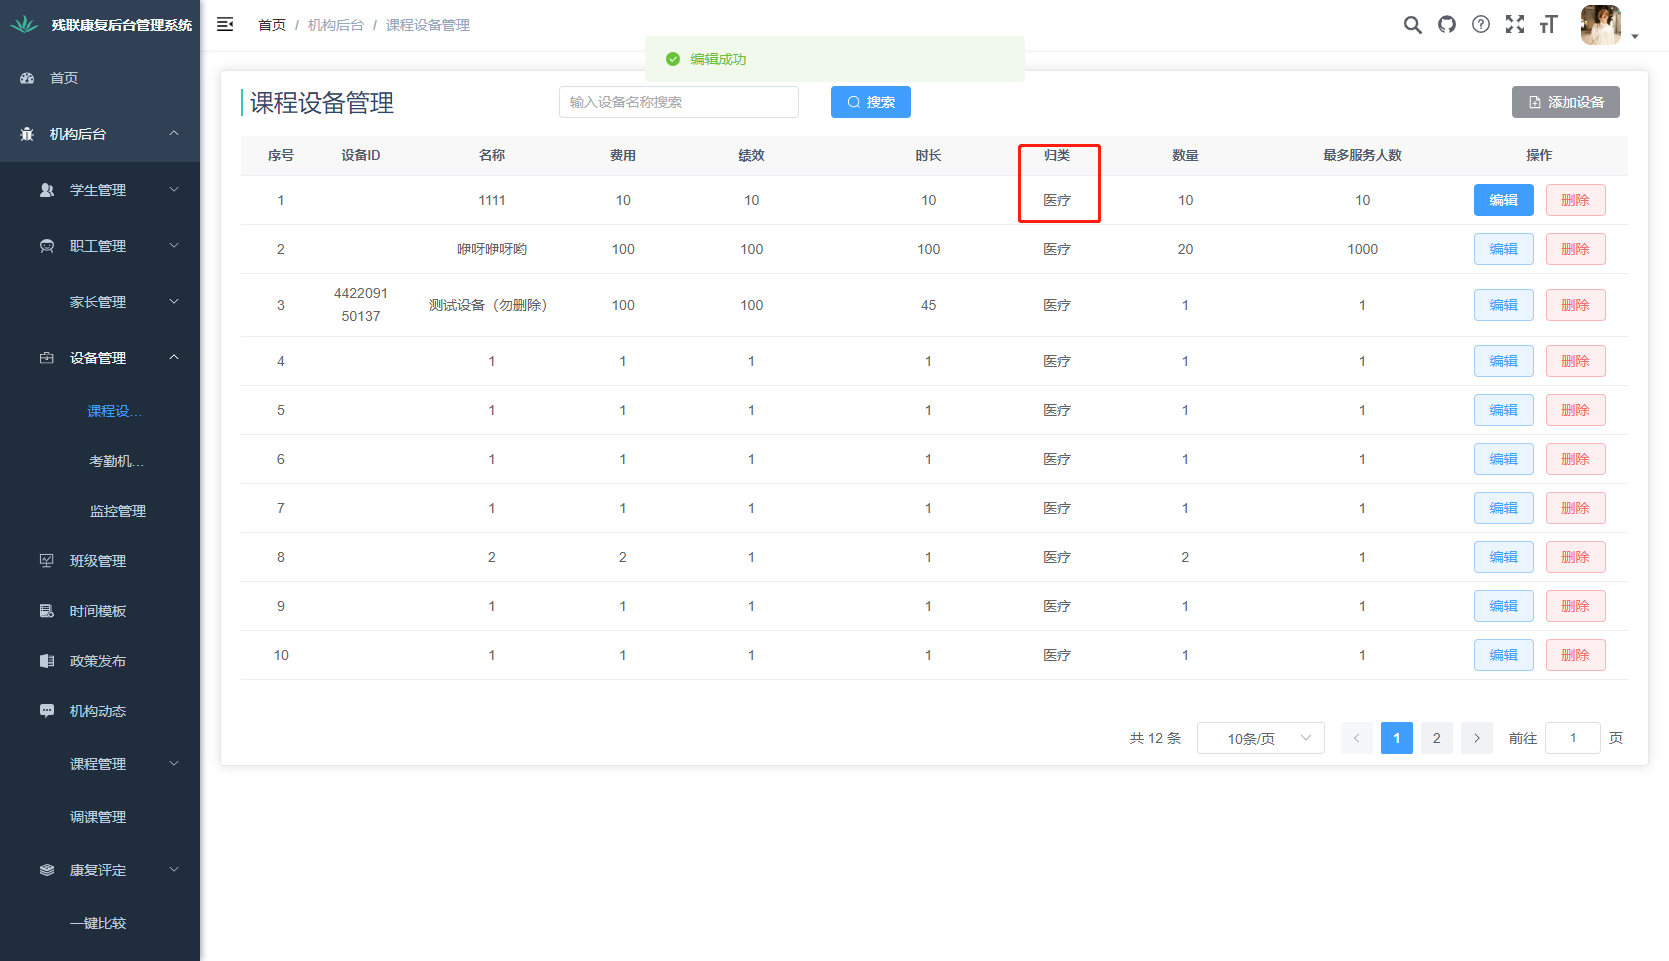 残联康复后台管理系统
首页
机构后台
学生管理
职工管理
家长管理
设备管理
课程设...
考勤机...
监控管理
班级管理
时间模板
政策发布
机构动态
课程管理
调课管理
康复评定
一键比较
首页 / 机构后台 / 课程设备管理
编辑成功
课程设备管理
输入设备名称搜索
搜索
添加设备
序号 设备ID 名称 费用 绩效 时长 归类 数量 最多服务人数 操作
1 1111 10 10 10 医疗 10 10 编辑 删除
2 咿呀咿呀哟 100 100 100 医疗 20 1000 编辑 删除
3 4422091 测试设备（勿删除） 100 100 45 医疗 1 1 编辑 删除
50137
4 1 1 1 1 医疗 1 1 编辑 删除
5 1 1 1 1 医疗 1 1 编辑 删除
6 1 1 1 1 医疗 1 1 编辑 删除
7 1 1 1 1 医疗 1 1 编辑 删除
8 2 2 1 1 医疗 2 1 编辑 删除
9 1 1 1 1 医疗 1 1 编辑 删除
10 1 1 1 1 医疗 1 1 编辑 删除
共 12 条 10条/页 1 2 前往 1 页